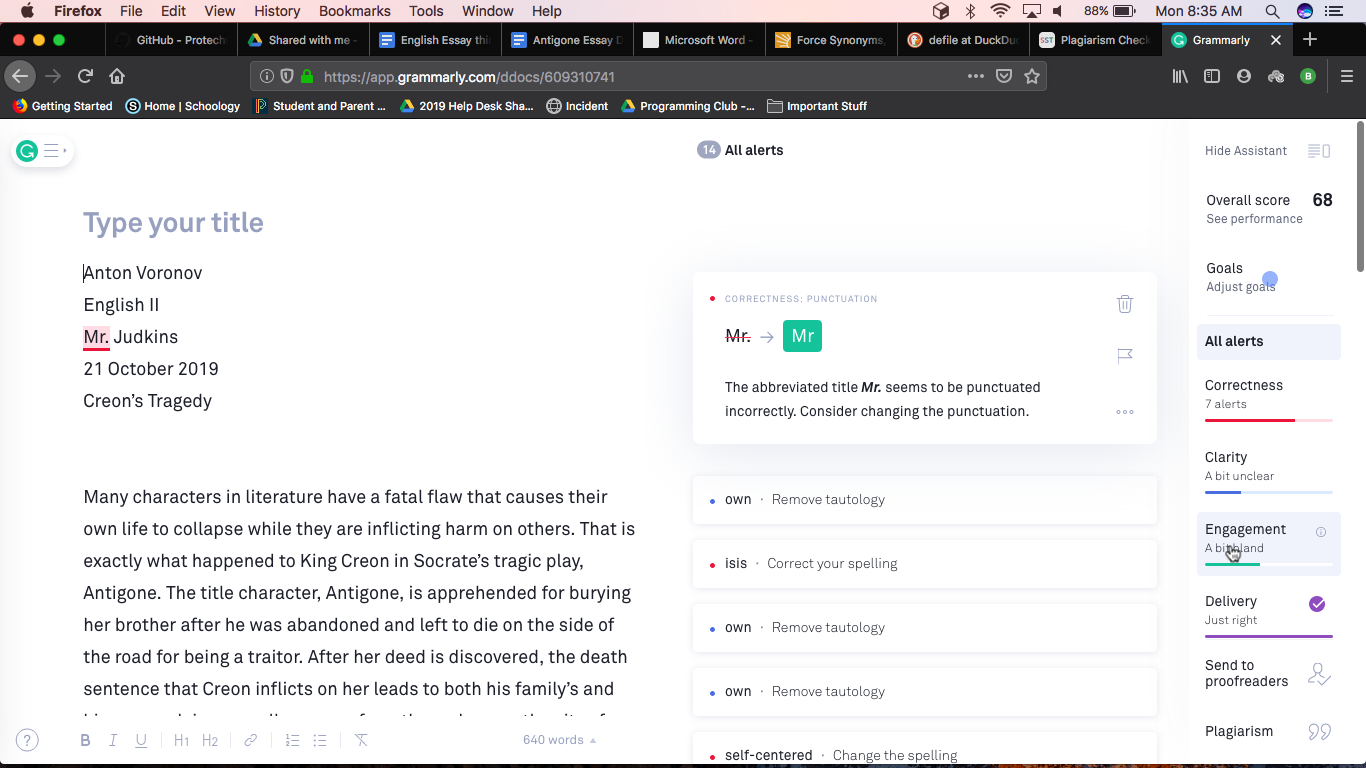 Firefox File Edit View History Bookmarks Tools Window Help 88% Mon 8:35 AM
GitHub - Protech Shared with me - English Essay thi Antigone Essay D Microsoft Word - Force Synonyms, defile at DuckDu Plagiarism Check Grammarly
https://app.grammarly.com/ddocs/609310741
Getting Started Home | Schoology Student and Parent ... 2019 Help Desk Sha... Incident Programming Club -... Important Stuff
14 All alerts
Hide Assistant
Overall score 68
See performance
Type your title
Goals
Adjust goals
Anton Voronov
English II
Mr. Judkins
21 October 2019
Creon's Tragedy
CORRECTNESS: PUNCTUATION
Mr. → Mr
The abbreviated title Mr. seems to be punctuated
incorrectly. Consider changing the punctuation.
All alerts
Correctness
7 alerts
Clarity
A bit unclear
Engagement
A bit bland
Delivery
Just right
Send to
proofreaders
Plagiarism
Many characters in literature have a fatal flaw that causes their
own life to collapse while they are inflicting harm on others. That is
exactly what happened to King Creon in Socrate's tragic play,
Antigone. The title character, Antigone, is apprehended for burying
her brother after he was abandoned and left to die on the side of
the road for being a traitor. After her deed is discovered, the death
sentence that Creon inflicts on her leads to both his family's and
own · Remove tautology
isis · Correct your spelling
own · Remove tautology
own · Remove tautology
self-centered · Change the spelling
B I U H1 H2
640 words